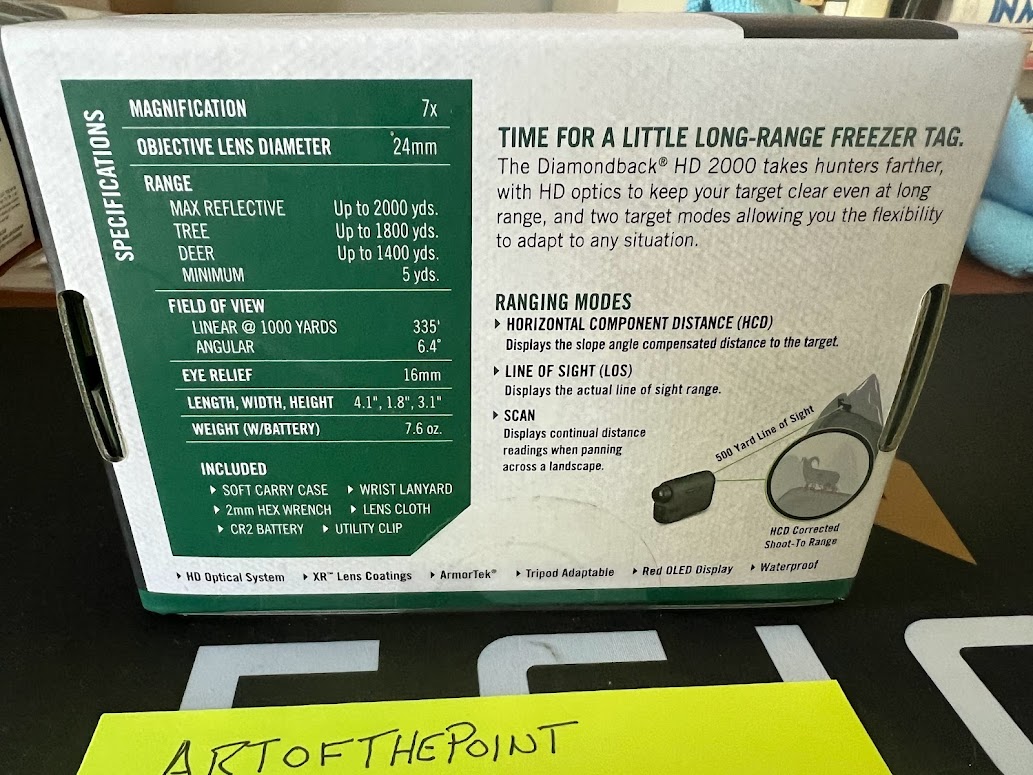 SPECIFICATIONS
MAGNIFICATION 7x
OBJECTIVE LENS DIAMETER 24mm
RANGE
MAX REFLECTIVE Up to 2000 yds.
TREE Up to 1800 yds.
DEER Up to 1400 yds.
MINIMUM 5 yds.
FIELD OF VIEW
LINEAR @ 1000 YARDS 335'
ANGULAR 6.4°
EYE RELIEF 16mm
LENGTH, WIDTH, HEIGHT 4.1", 1.8", 3.1"
WEIGHT (W/BATTERY) 7.6 oz.
INCLUDED
‣ SOFT CARRY CASE ‣ WRIST LANYARD
‣ 2mm HEX WRENCH ‣ LENS CLOTH
‣ CR2 BATTERY ‣ UTILITY CLIP
TIME FOR A LITTLE LONG-RANGE FREEZER TAG.
The Diamondback® HD 2000 takes hunters farther,
with HD optics to keep your target clear even at long
range, and two target modes allowing you the flexibility
to adapt to any situation.
RANGING MODES
‣ HORIZONTAL COMPONENT DISTANCE (HCD)
Displays the slope angle compensated distance to the target.
‣ LINE OF SIGHT (LOS)
Displays the actual line of sight range.
‣ SCAN
Displays continual distance
readings when panning
across a landscape.
500 Yard Line of Sight
HCD Corrected
Shoot-To Range
‣ HD Optical System ‣ XR™ Lens Coatings ‣ ArmorTek® ‣ Tripod Adaptable ‣ Red OLED Display ‣ Waterproof
ARTOFTHEPOINT